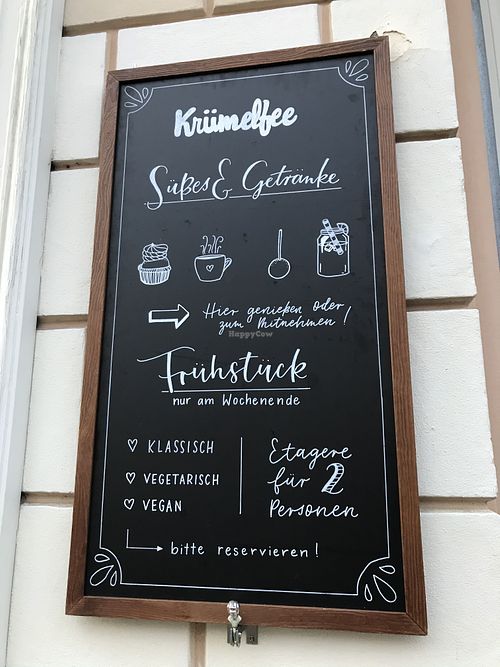 Krümelfee
Süßes & Getränke
Hier genießen oder
zum Mitnehmen!
HappyCow
Frühstück
nur am Wochenende
KLASSISCH
VEGETARISCH
VEGAN
Etagere
für 2
Personen
bitte reservieren!